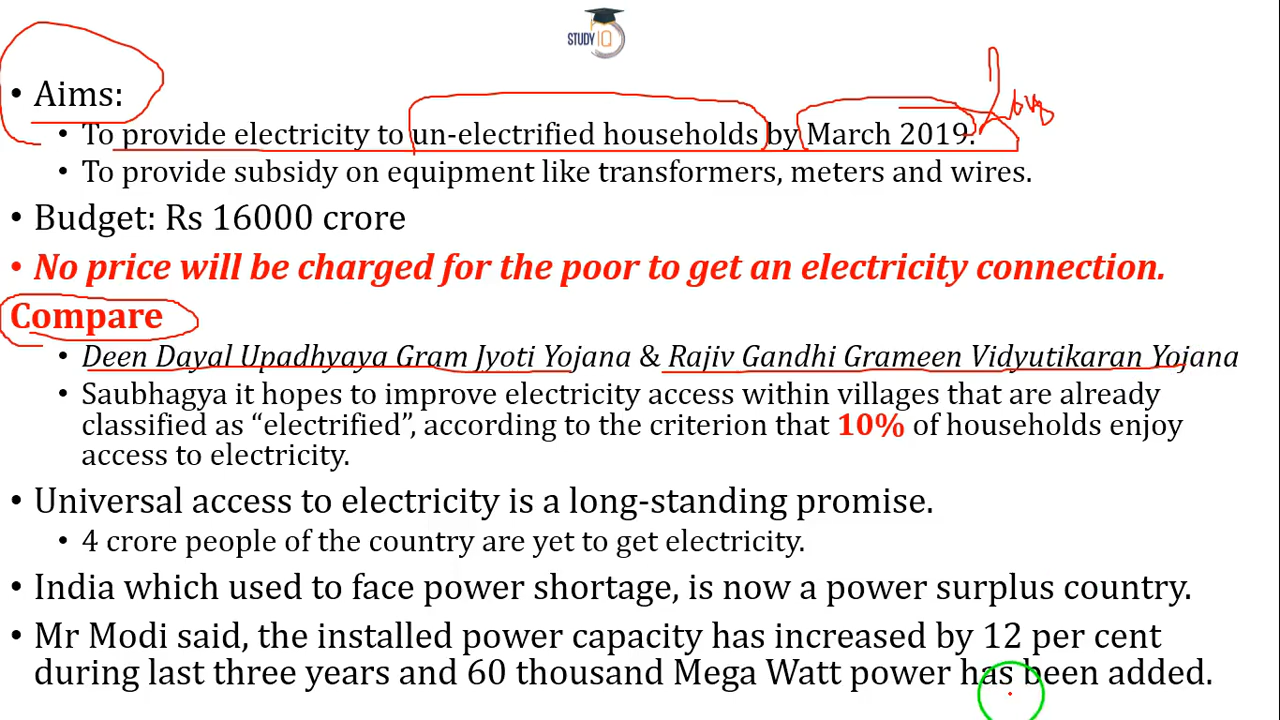 STUDY IQ
• Aims:
• To provide electricity to un-electrified households by March 2019.
• To provide subsidy on equipment like transformers, meters and wires.
• Budget: Rs 16000 crore
• No price will be charged for the poor to get an electricity connection.
Compare
• Deen Dayal Upadhyaya Gram Jyoti Yojana & Rajiv Gandhi Grameen Vidyutikaran Yojana
• Saubhagya it hopes to improve electricity access within villages that are already
classified as “electrified”, according to the criterion that 10% of households enjoy
access to electricity.
• Universal access to electricity is a long-standing promise.
• 4 crore people of the country are yet to get electricity.
• India which used to face power shortage, is now a power surplus country.
• Mr Modi said, the installed power capacity has increased by 12 per cent
during last three years and 60 thousand Mega Watt power has been added.